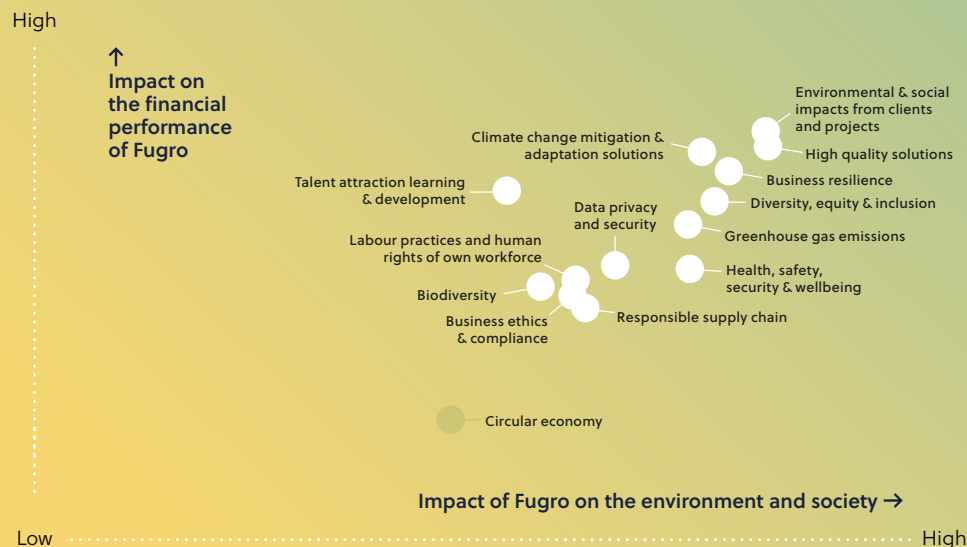 High
↑
Impact on
the financial
performance
of Fugro
Environmental & social
impacts from clients
and projects
Climate change mitigation &
adaptation solutions
High quality solutions
Business resilience
Talent attraction learning
& development
Diversity, equity & inclusion
Data privacy
and security
Greenhouse gas emissions
Labour practices and human
rights of own workforce
Health, safety,
security & wellbeing
Biodiversity
Business ethics
& compliance
Responsible supply chain
Circular economy
Impact of Fugro on the environment and society →
Low
High